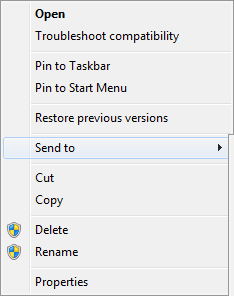 Open
Troubleshoot compatibility
Pin to Taskbar
Pin to Start Menu
Restore previous versions
Send to
Cut
Copy
Delete
Rename
Properties